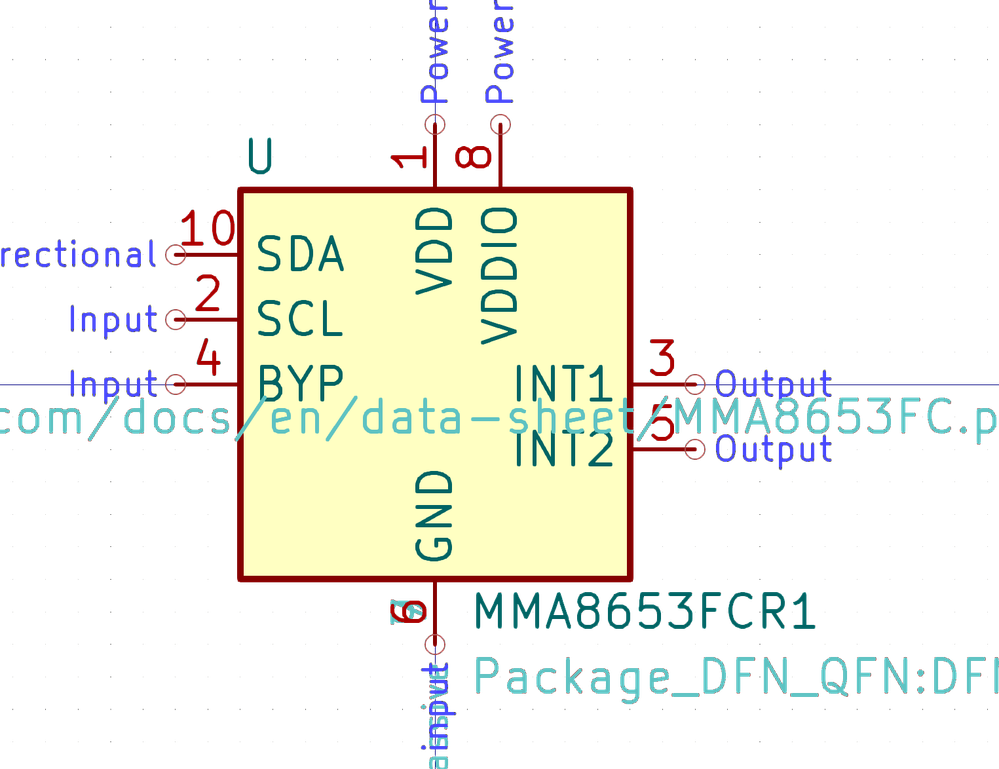 Power
Power
U
1
8
10
rectional
SDA
VDD
VDDIO
2
Input
SCL
4
Input
BYP
INT1
3
Output
com/docs/en/data-sheet/MMA8653FC.p
INT2
5
Output
GND
6
MMA8653FCR1
Package_DFN_QFN:DF
input